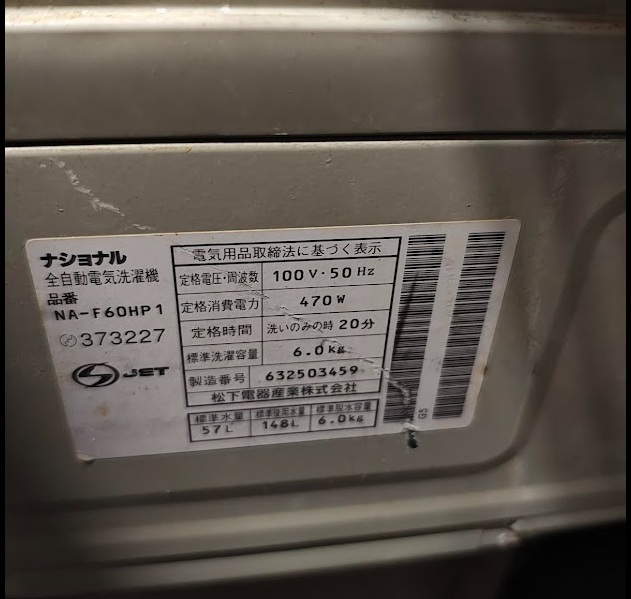 ナショナル
全自動電気洗濯機
品番
NA-F60HP1
373227
JET
電気用品取締法に基づく表示
定格電圧・周波数 100V・50Hz
定格消費電力 470W
定格時間 洗いのみの時 20分
標準洗濯容量 6.0kg
製造番号 632503459
松下電器産業株式会社
標準水量 標準使用水量 標準脱水容量
57L 148L 6.0kg
G5